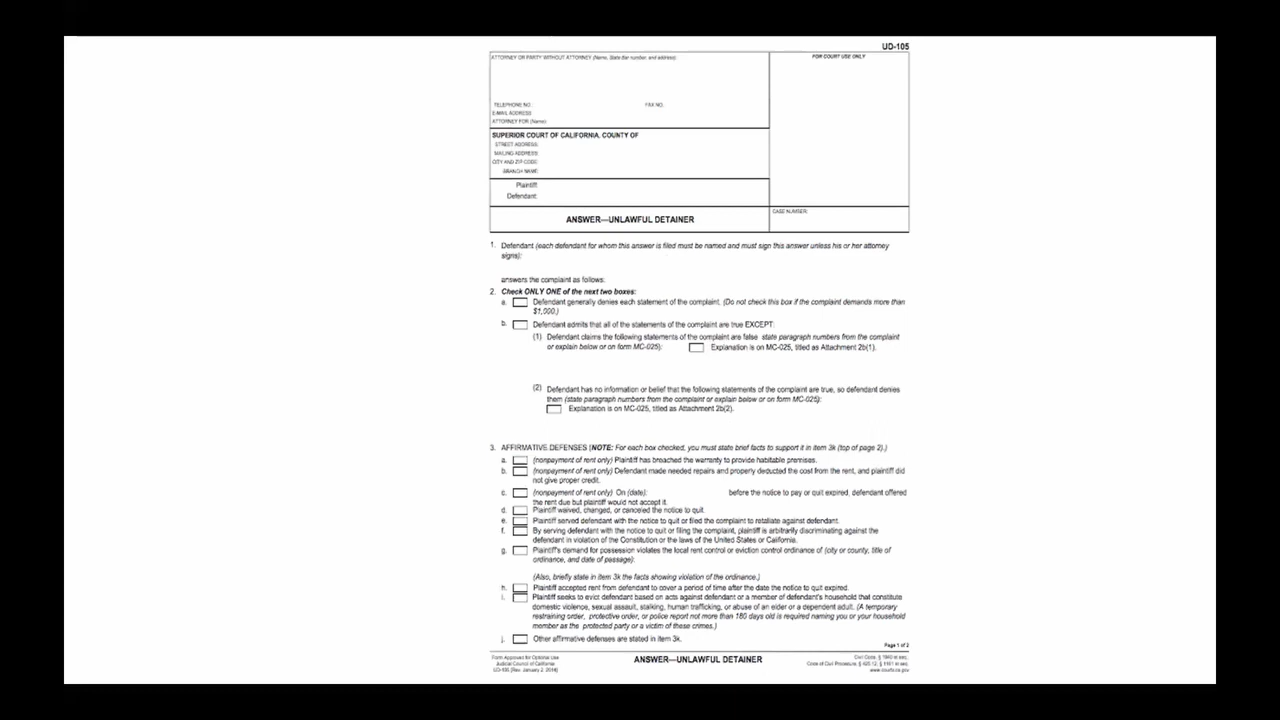 UD-105
ATTORNEY OR PARTY WITHOUT ATTORNEY (Name, State Bar number, and address):
FOR COURT USE ONLY
TELEPHONE NO.: FAX NO.
E-MAIL ADDRESS:
ATTORNEY FOR (Name)
SUPERIOR COURT OF CALIFORNIA, COUNTY OF
STREET ADDRESS:
MAILING ADDRESS:
CITY AND ZIP CODE:
BRANCH NAME:
Plaintiff:
Defendant:
ANSWER—UNLAWFUL DETAINER
CASE NUMBER:
1. Defendant (each defendant for whom this answer is filed must be named and must sign this answer unless his or her attorney
signs):
answers the complaint as follows:
2. Check ONLY ONE of the next two boxes:
a. Defendant generally denies each statement of the complaint. (Do not check this box if the complaint demands more than
$1,000.)
b. Defendant admits that all of the statements of the complaint are true EXCEPT:
(1) Defendant claims the following statements of the complaint are false state paragraph numbers from the complaint
or explain below or on form MC-025): Explanation is on MC-025, titled as Attachment 2b(1).
(2) Defendant has no information or belief that the following statements of the complaint are true, so defendant denies
them (state paragraph numbers from the complaint or explain below or on form MC-025):
Explanation is on MC-025, titled as Attachment 2b(2).
3. AFFIRMATIVE DEFENSES (NOTE: For each box checked, you must state brief facts to support it in item 3k (top of page 2).)
a. (nonpayment of rent only) Plaintiff has breached the warranty to provide habitable premises.
b. (nonpayment of rent only) Defendant made needed repairs and properly deducted the cost from the rent, and plaintiff did
not give proper credit.
c. (nonpayment of rent only) On (date): before the notice to pay or quit expired, defendant offered
the rent due but plaintiff would not accept it.
d. Plaintiff waived, changed, or canceled the notice to quit.
e. Plaintiff served defendant with the notice to quit or filed the complaint to retaliate against defendant.
f. By serving defendant with the notice to quit or filing the complaint, plaintiff is arbitrarily discriminating against the
defendant in violation of the Constitution or the laws of the United States or California.
g. Plaintiff's demand for possession violates the local rent control or eviction control ordinance of (city or county, title of
ordinance, and date of passage):
(Also, briefly state in item 3k the facts showing violation of the ordinance.)
h. Plaintiff accepted rent from defendant to cover a period of time after the date the notice to quit expired.
i. Plaintiff seeks to evict defendant based on acts against defendant or a member of defendant's household that constitute
domestic violence, sexual assault, stalking, human trafficking, or abuse of an elder or a dependent adult. (A temporary
restraining order, protective order, or police report not more than 180 days old is required naming you or your household
member as the protected party or a victim of these crimes.)
j. Other affirmative defenses are stated in item 3k.
Page 1 of 2
Form Approved for Optional Use
Judicial Council of California
UD-105 [Rev. January 2, 2014]
ANSWER—UNLAWFUL DETAINER
Civil Code, § 1940 et seq.
Code of Civil Procedure, § 425.12, § 1161 et seq.
www.courts.ca.gov